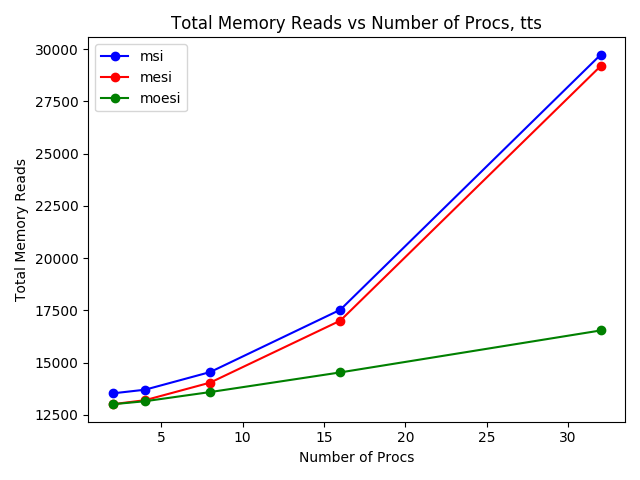 Total Memory Reads vs Number of Procs, tts
msi
mesi
moesi
30000
27500
25000
22500
20000
17500
15000
12500
Total Memory Reads
5
10
15
20
25
30
Number of Procs